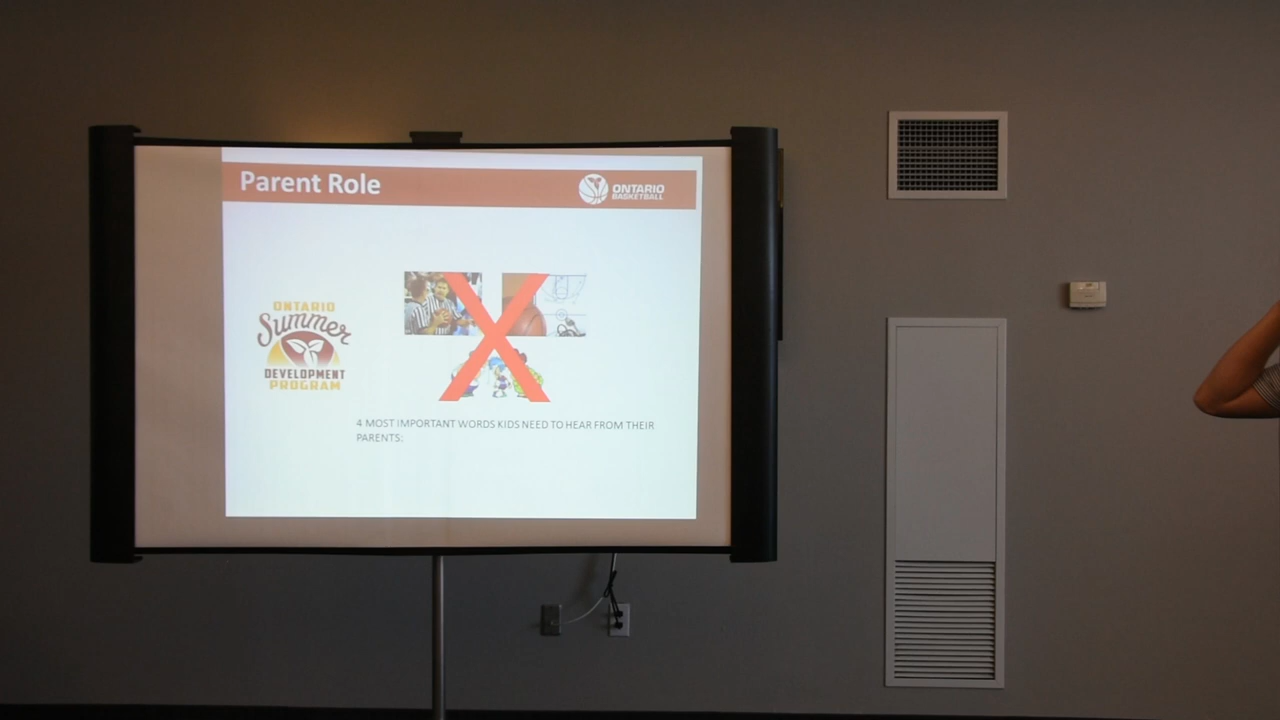 Parent Role
ONTARIO
BASKETBALL
ONTARIO
Summer
DEVELOPMENT
PROGRAM
4 MOST IMPORTANT WORDS KIDS NEED TO HEAR FROM THEIR
PARENTS: